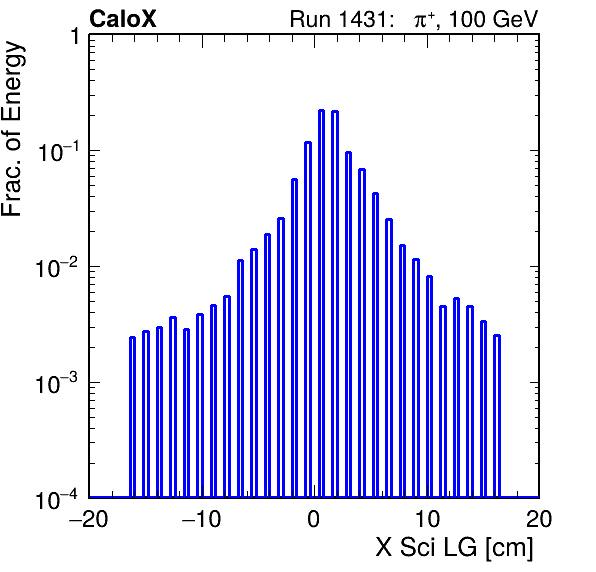 CaloX Run 1431: π⁺, 100 GeV
Frac. of Energy
1
10⁻¹
10⁻²
10⁻³
10⁻⁴
−20 −10 0 10 20
X Sci LG [cm]